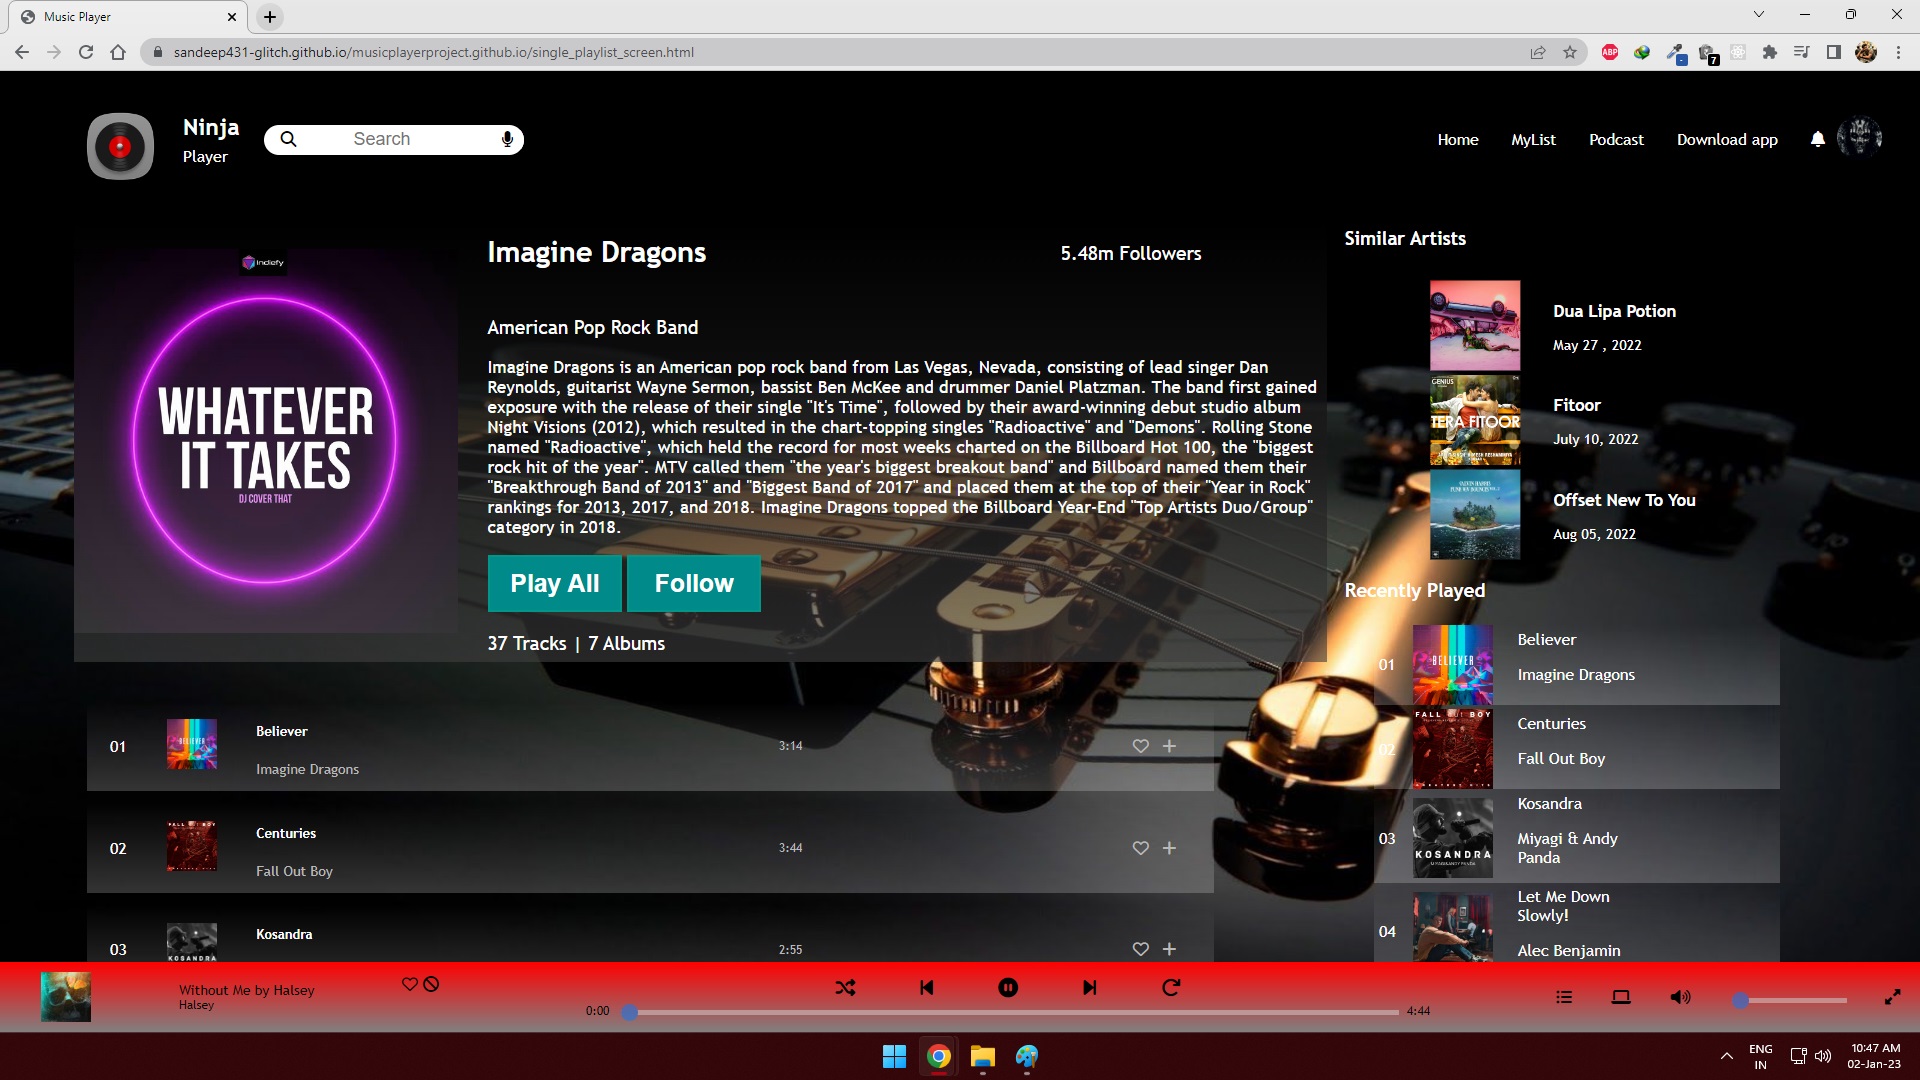 Music Player
sandeep431-glitch.github.io/musicplayerproject.github.io/single_playlist_screen.html
ABP
7
Ninja
Player
Search
Home
MyList
Podcast
Download app
indiefy
WHATEVER
IT TAKES
DJ COVER THAT
Imagine Dragons
5.48m Followers
American Pop Rock Band
Imagine Dragons is an American pop rock band from Las Vegas, Nevada, consisting of lead singer Dan
Reynolds, guitarist Wayne Sermon, bassist Ben McKee and drummer Daniel Platzman. The band first gained
exposure with the release of their single "It's Time", followed by their award-winning debut studio album
Night Visions (2012), which resulted in the chart-topping singles "Radioactive" and "Demons". Rolling Stone
named "Radioactive", which held the record for most weeks charted on the Billboard Hot 100, the "biggest
rock hit of the year". MTV called them "the year's biggest breakout band" and Billboard named them their
"Breakthrough Band of 2013" and "Biggest Band of 2017" and placed them at the top of their "Year in Rock"
rankings for 2013, 2017, and 2018. Imagine Dragons topped the Billboard Year-End "Top Artists Duo/Group"
category in 2018.
Play All
Follow
37 Tracks | 7 Albums
01
BELIEVER
Believer
Imagine Dragons
3:14
02
FALL OUT BOY
Centuries
Fall Out Boy
3:44
03
KOSANDRA
Kosandra
2:55
Similar Artists
Dua Lipa Potion
May 27 , 2022
GENIUS
TERA FITOOR
Fitoor
July 10, 2022
Offset New To You
Aug 05, 2022
Recently Played
01
BELIEVER
Believer
Imagine Dragons
02
FALL OUT BOY
GREATEST HITS
Centuries
Fall Out Boy
03
KOSANDRA
MIYAGI & ANDY PANDA
Kosandra
Miyagi & Andy
Panda
04
Let Me Down
Slowly!
Alec Benjamin
Without Me by Halsey
Halsey
0:00
4:44
ENG
IN
10:47 AM
02-Jan-23